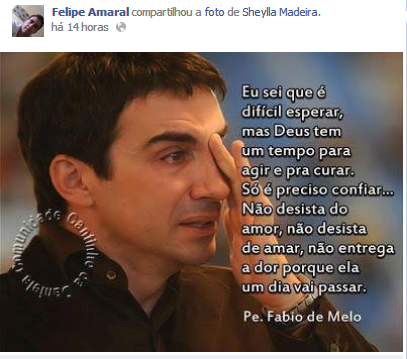 Felipe Amaral compartilhou a foto de Sheylla Madeira.
há 14 horas
Eu sei que é
difícil esperar,
mas Deus tem
um tempo para
agir e pra curar.
Só é preciso confiar...
Não desista do
amor, não desista
de amar, não entrega
a dor porque ela
um dia vai passar.
Pe. Fabio de Melo
Comunidade